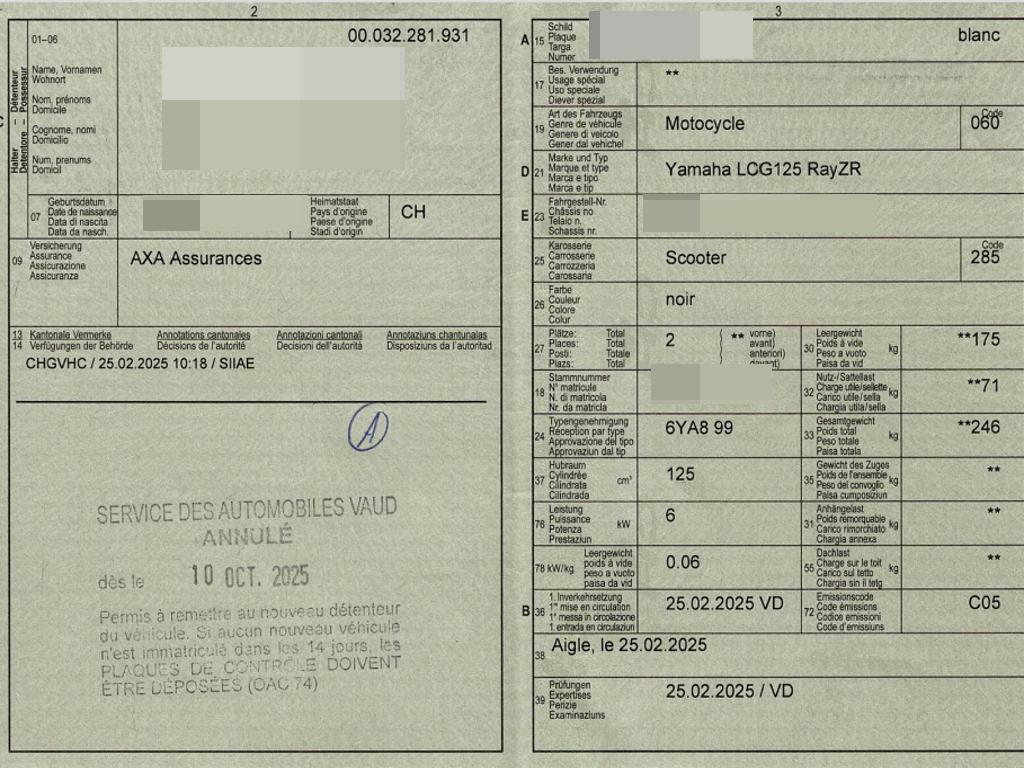 2
01-06
00.032.281.931
Halter – Détenteur
Detentore – Possessur
Name, Vornamen
Wohnort
Nom, prénoms
Domicile
Cognome, nomi
Domicilio
Num, prenums
Domicil
07
Geburtsdatum
Date de naissance
Data di nascita
Data da nasch.
Heimatstaat
Pays d'origine
Paese d'origine
Stadi d'origin
CH
09
Versicherung
Assurance
Assicurazione
Assicuranza
AXA Assurances
13 Kantonale Vermerke Annotations cantonales Annotazioni cantonali Annotaziuns chantunalas
14 Verfügungen der Behörde Décisions de l'autorité Decisioni dell'autorità Disposiziuns da l'autoritad
CHGVHC / 25.02.2025 10:18 / SIIAE
A
SERVICE DES AUTOMOBILES VAUD
ANNULÉ
dès le 10 OCT. 2025
Permis à remettre au nouveau détenteur
du véhicule. Si aucun nouveau véhicule
n'est immatriculé dans les 14 jours, les
PLAQUES DE CONTRÔLE DOIVENT
ÊTRE DÉPOSÉES (OAC 74)
3
A 15
Schild
Plaque
Targa
Numer
blanc
17
Bes. Verwendung
Usage spécial
Uso speciale
Diever spezial
**
19
Art des Fahrzeugs
Genre de véhicule
Genere di veicolo
Gener dal vehichel
Motocycle
Code
060
D 21
Marke und Typ
Marque et type
Marca e tipo
Marca e tip
Yamaha LCG125 RayZR
E 23
Fahrgestell-Nr.
Châssis no
Telaio n.
Schassis nr.
25
Karosserie
Carrosserie
Carrozzeria
Carossaria
Scooter
Code
285
26
Farbe
Couleur
Colore
Colur
noir
27
Plätze: Total
Places: Total
Posti: Totale
Plazs: Total
2
( ** vorne)
avant)
anteriori)
davant)
30
Leergewicht
Poids à vide
Peso a vuoto
Paisa da vid
kg
**175
18
Stammnummer
N° matricule
N. di matricola
Nr. da matricla
32
Nutz-/Sattellast
Charge utile/sellette
Carico utile/sella
Chargia utila/sella
kg
**71
24
Typengenehmigung
Réception par type
Approvazione del tipo
Approvaziun dal tip
6YA8 99
33
Gesamtgewicht
Poids total
Peso totale
Paisa totala
kg
**246
37
Hubraum
Cylindrée
Cilindrata
Cilindrada
cm³
125
35
Gewicht des Zuges
Poids de l'ensemble
Peso del convoglio
Paisa cumposiziun
kg
**
76
Leistung
Puissance
Potenza
Prestaziun
kW
6
31
Anhängelast
Poids remorquable
Carico rimorchiato
Chargia annexa
kg
**
78 kW/kg
Leergewicht
poids à vide
peso a vuoto
paisa da vid
0.06
55
Dachlast
Charge sur le toit
Carico sul tetto
Chargia sin il tetg
kg
**
B 36
1. Inverkehrsetzung
1re mise en circulation
1a messa in circolazione
1. entrada en circulaziun
25.02.2025 VD
72
Emissionscode
Code émissions
Codice emissioni
Code d'emissiuns
C05
38
Aigle, le 25.02.2025
39
Prüfungen
Expertises
Perizie
Examinaziuns
25.02.2025 / VD